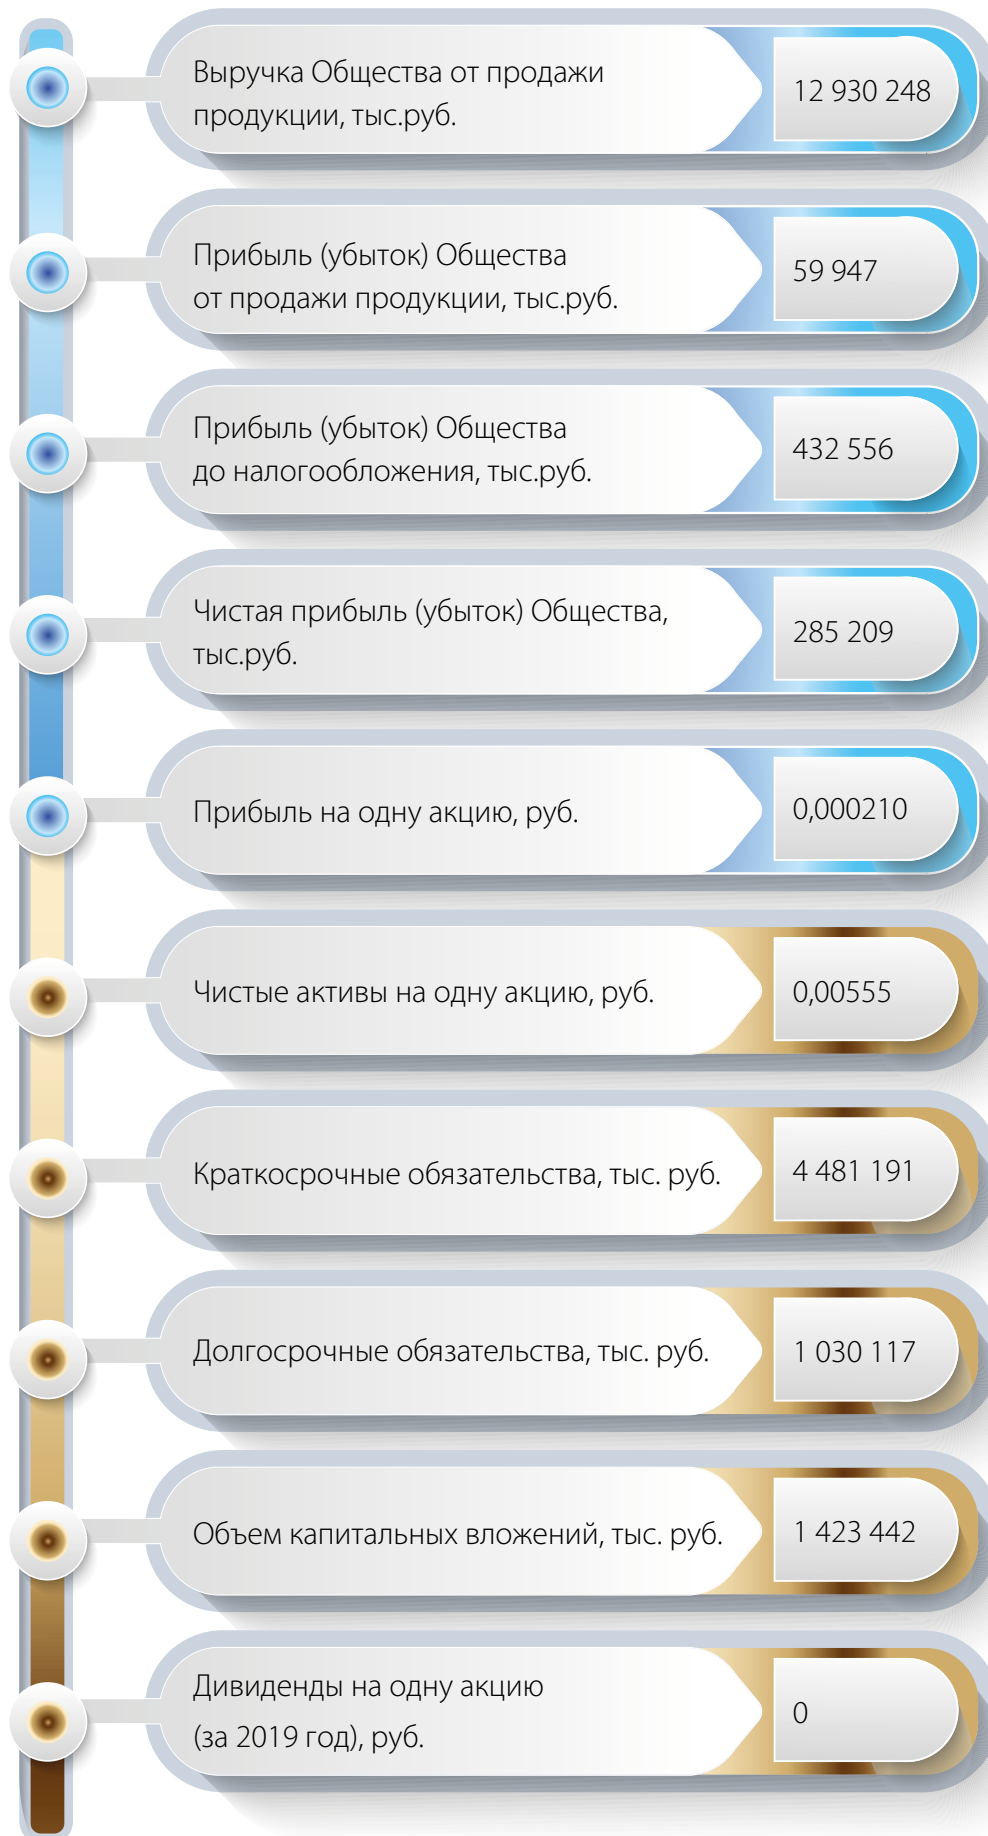 Выручка Общества от продажи
продукции, тыс.руб.
12 930 248
Прибыль (убыток) Общества
от продажи продукции, тыс.руб.
59 947
Прибыль (убыток) Общества
до налогообложения, тыс.руб.
432 556
Чистая прибыль (убыток) Общества,
тыс.руб.
285 209
Прибыль на одну акцию, руб.
0,000210
Чистые активы на одну акцию, руб.
0,00555
Краткосрочные обязательства, тыс. руб.
4 481 191
Долгосрочные обязательства, тыс. руб.
1 030 117
Объем капитальных вложений, тыс. руб.
1 423 442
Дивиденды на одну акцию
(за 2019 год), руб.
0